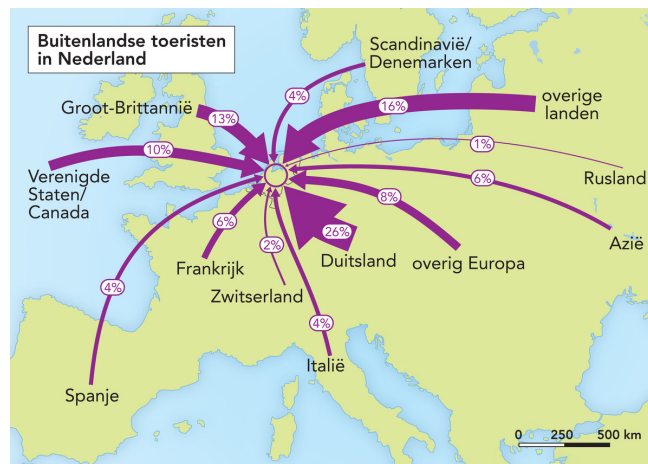 Buitenlandse toeristen
in Nederland
Scandinavië/
Denemarken
4%
Groot-Brittannië
13%
16%
overige
landen
10%
1%
Verenigde
Staten/
Canada
Rusland
6%
8%
6%
26%
Duitsland
overig Europa
Azië
Frankrijk
2%
Zwitserland
4%
4%
Italië
Spanje
0 250 500 km